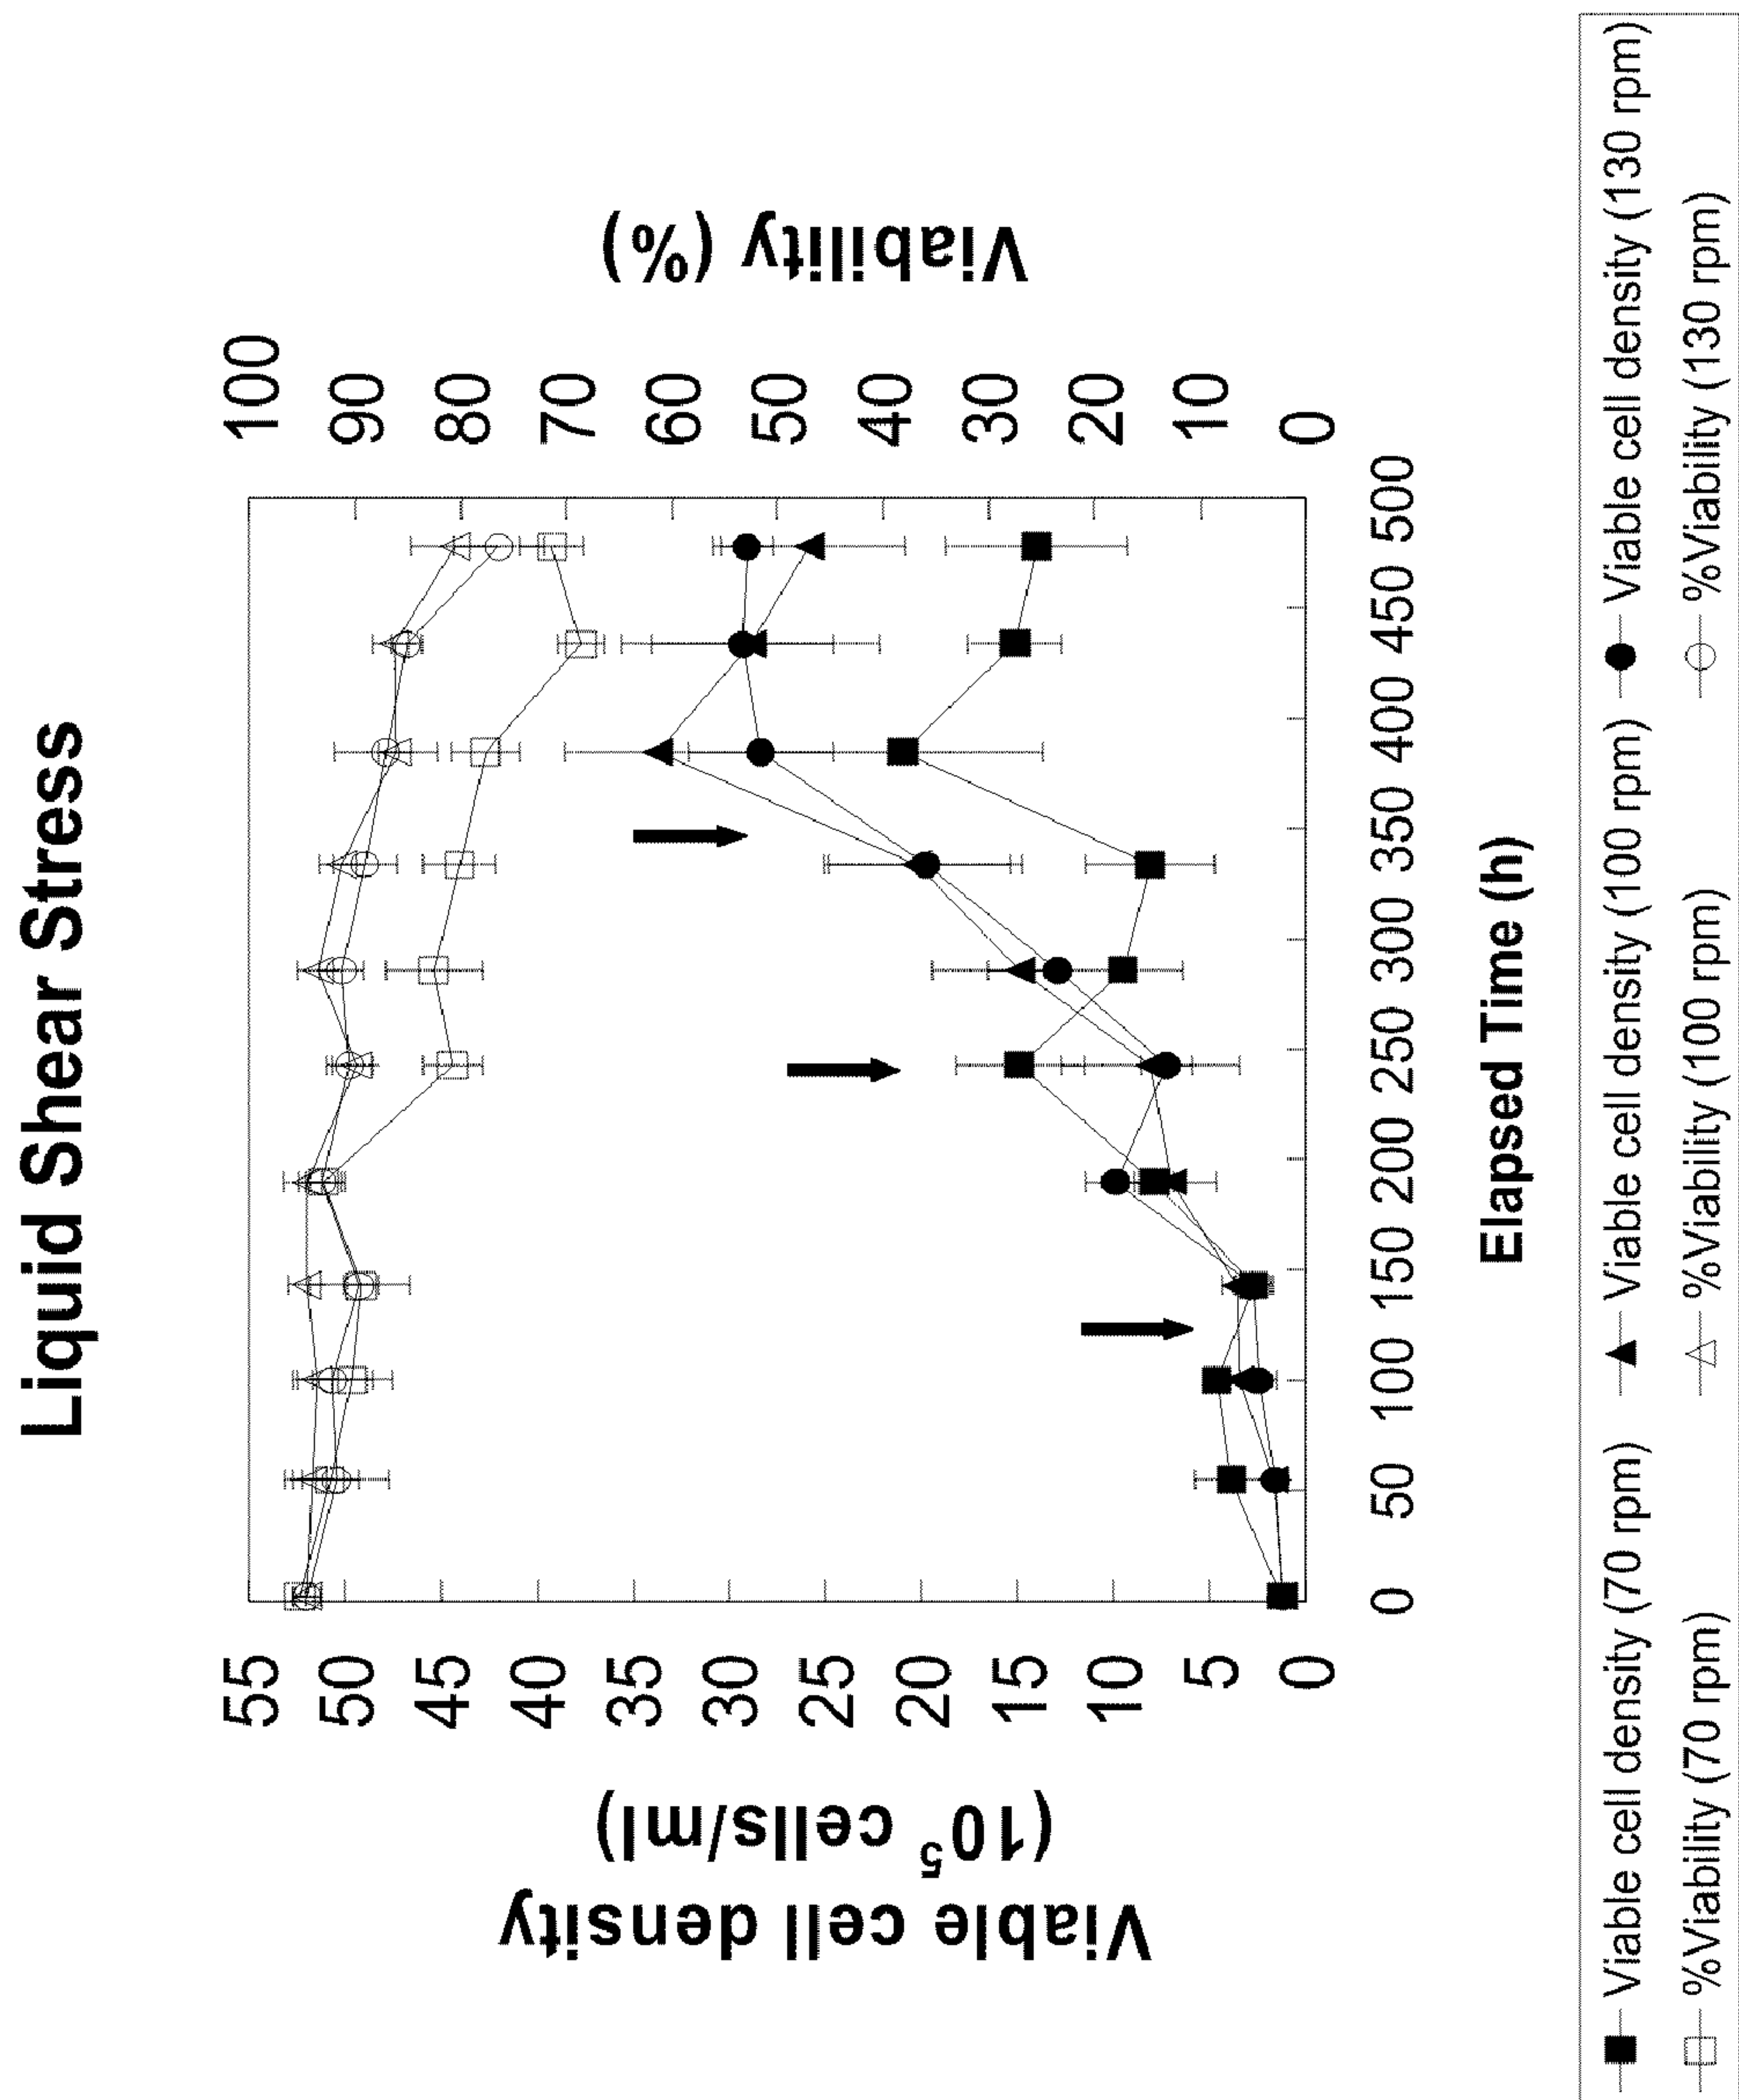 Liquid Shear Stress
Viable cell density
(10⁵ cells/ml)
55
50
45
40
35
30
25
20
15
10
5
0
0 50 100 150 200 250 300 350 400 450 500
Elapsed Time (h)
100
90
80
70
60
50
40
30
20
10
0
Viability (%)
Viable cell density (70 rpm) Viable cell density (100 rpm) Viable cell density (130 rpm)
%Viability (70 rpm) %Viability (100 rpm) %Viability (130 rpm)